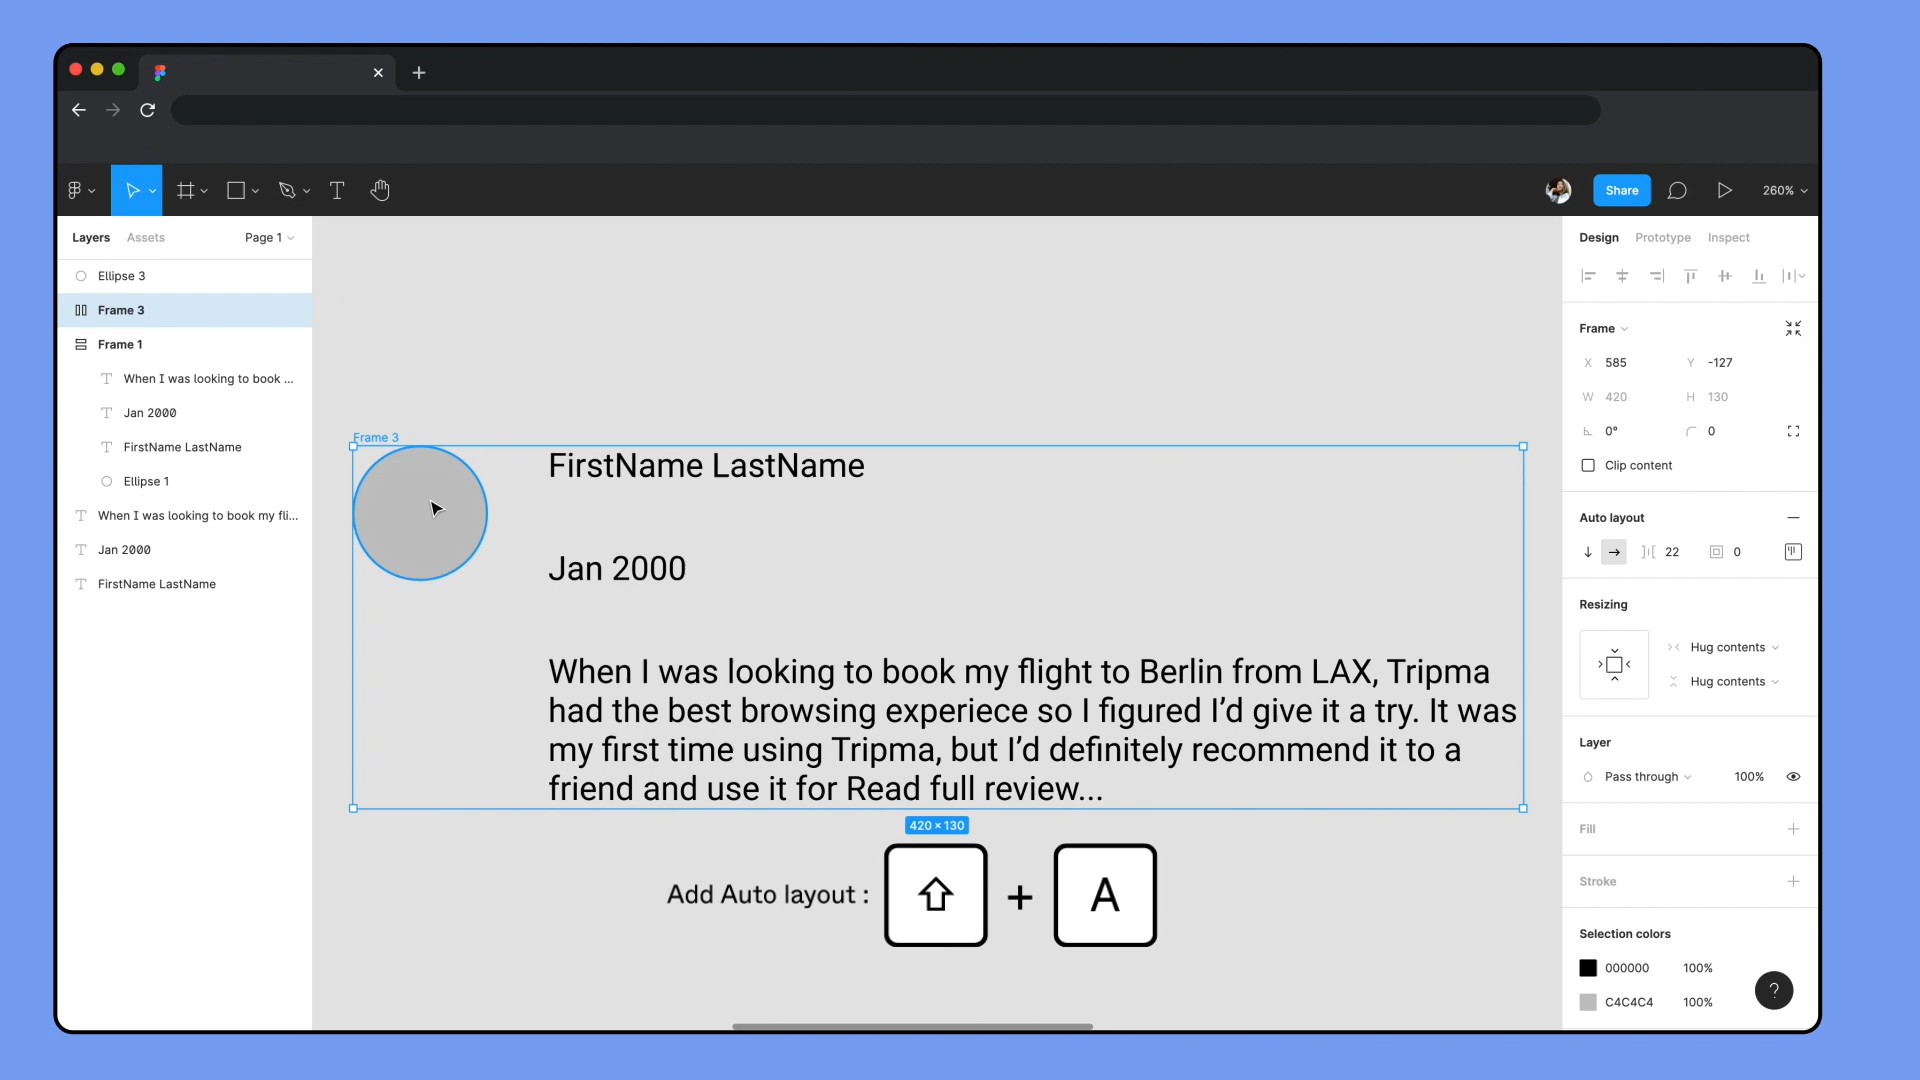 Share
260%
Layers
Assets
Page 1
Ellipse 3
Frame 3
Frame 1
When I was looking to book ...
Jan 2000
FirstName LastName
Ellipse 1
When I was looking to book my fli...
Jan 2000
FirstName LastName
Frame 3
FirstName LastName
Jan 2000
When I was looking to book my flight to Berlin from LAX, Tripma
had the best browsing experiece so I figured I’d give it a try. It was
my first time using Tripma, but I’d definitely recommend it to a
friend and use it for Read full review...
420 × 130
Add Auto layout : ⇧ + A
Design
Prototype
Inspect
Frame
X 585
Y -127
W 420
H 130
0°
0
Clip content
Auto layout
22
0
Resizing
Hug contents
Hug contents
Layer
Pass through
100%
Fill
Stroke
Selection colors
000000 100%
C4C4C4 100%
?